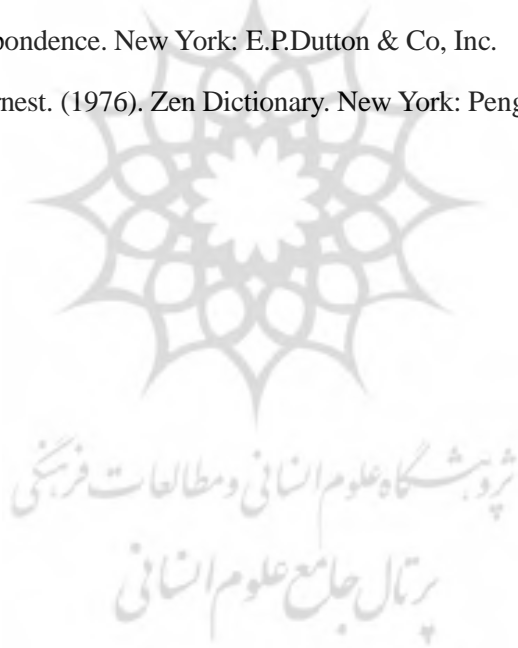 pondence. New York: E.P.Dutton & Co, Inc.
rnest. (1976). Zen Dictionary. New York: Peng
پژوهشگاه علوم انسانی و مطالعات فرهنگی
پرتال جامع علوم انسانی